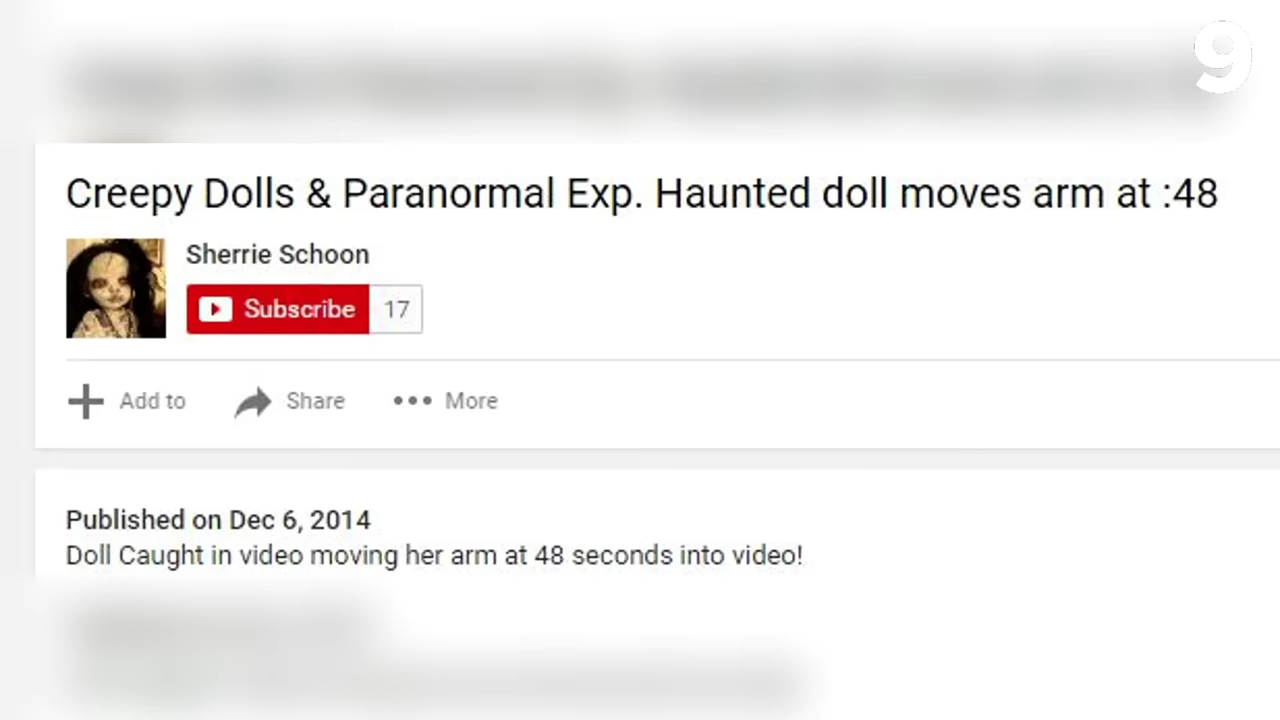 9
Creepy Dolls & Paranormal Exp. Haunted doll moves arm at :48
Sherrie Schoon
Subscribe 17
Add to Share More
Published on Dec 6, 2014
Doll Caught in video moving her arm at 48 seconds into video!